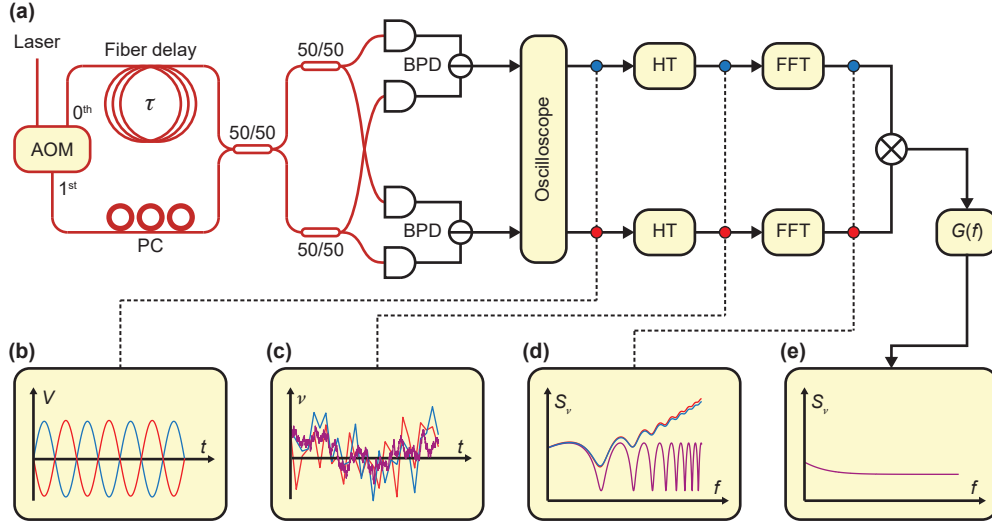 (a)
Laser
Fiber delay
τ
0th
AOM
1st
PC
50/50
50/50
50/50
BPD
BPD
Oscilloscope
HT
FFT
HT
FFT
G(f)
(b)
V
t
(c)
ν
t
(d)
Sν
f
(e)
Sν
f